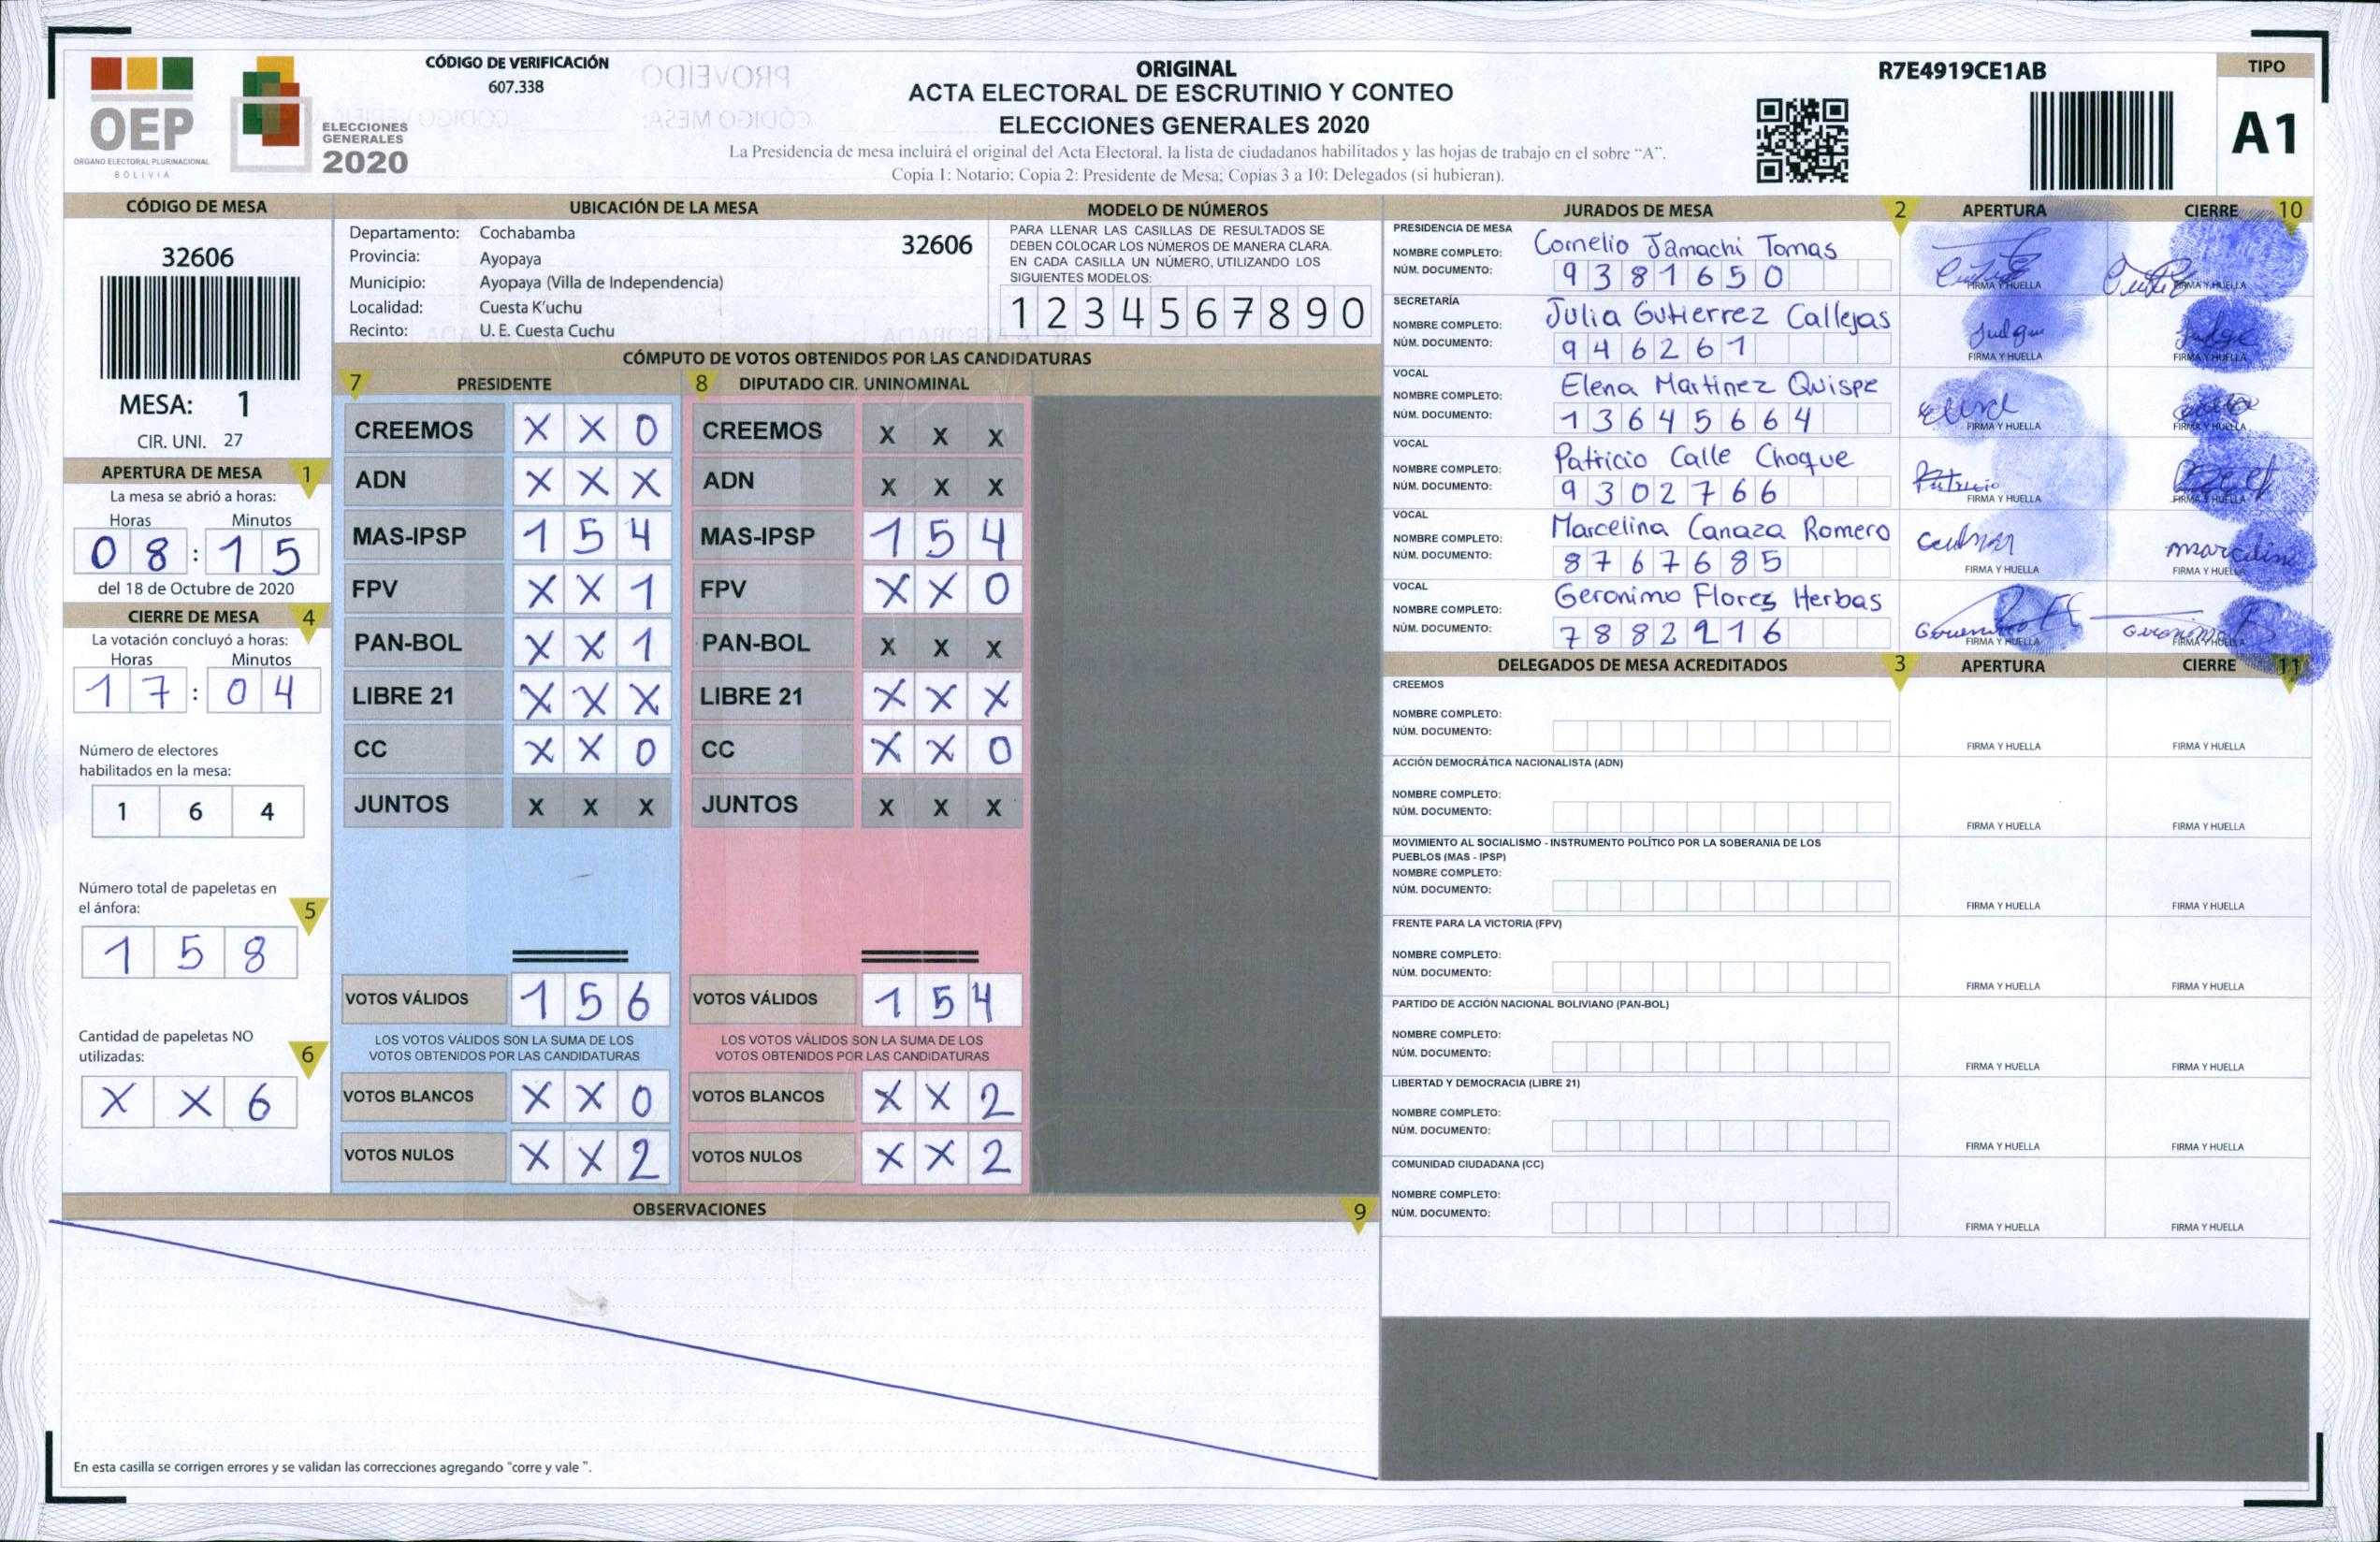 OEP
ÓRGANO ELECTORAL PLURINACIONAL
BOLIVIA
ELECCIONES
GENERALES
2020
CÓDIGO DE VERIFICACIÓN
607.338
ORIGINAL
ACTA ELECTORAL DE ESCRUTINIO Y CONTEO
ELECCIONES GENERALES 2020
La Presidencia de mesa incluirá el original del Acta Electoral, la lista de ciudadanos habilitados y las hojas de trabajo en el sobre "A".
Copia 1: Notario; Copia 2: Presidente de Mesa; Copias 3 a 10: Delegados (si hubieran).
R7E4919CE1AB
TIPO
A1
CÓDIGO DE MESA
32606
MESA: 1
CIR. UNI. 27
APERTURA DE MESA 1
La mesa se abrió a horas:
Horas Minutos
08:15
del 18 de Octubre de 2020
CIERRE DE MESA 4
La votación concluyó a horas:
Horas Minutos
17:04
Número de electores
habilitados en la mesa:
1 6 4
Número total de papeletas en
el ánfora: 5
1 5 8
Cantidad de papeletas NO
utilizadas: 6
X X 6
UBICACIÓN DE LA MESA
Departamento: Cochabamba 32606
Provincia: Ayopaya
Municipio: Ayopaya (Villa de Independencia)
Localidad: Cuesta K'uchu
Recinto: U. E. Cuesta Cuchu
MODELO DE NÚMEROS
PARA LLENAR LAS CASILLAS DE RESULTADOS SE
DEBEN COLOCAR LOS NÚMEROS DE MANERA CLARA.
EN CADA CASILLA UN NÚMERO, UTILIZANDO LOS
SIGUIENTES MODELOS:
1 2 3 4 5 6 7 8 9 0
CÓMPUTO DE VOTOS OBTENIDOS POR LAS CANDIDATURAS
7 PRESIDENTE 8 DIPUTADO CIR. UNINOMINAL
CREEMOS X X 0 CREEMOS X X X
ADN X X X ADN X X X
MAS-IPSP 1 5 4 MAS-IPSP 1 5 4
FPV X X 1 FPV X X 0
PAN-BOL X X 1 PAN-BOL X X X
LIBRE 21 X X X LIBRE 21 X X X
CC X X 0 CC X X 0
JUNTOS X X X JUNTOS X X X
VOTOS VÁLIDOS 1 5 6 VOTOS VÁLIDOS 1 5 4
LOS VOTOS VÁLIDOS SON LA SUMA DE LOS LOS VOTOS VÁLIDOS SON LA SUMA DE LOS
VOTOS OBTENIDOS POR LAS CANDIDATURAS VOTOS OBTENIDOS POR LAS CANDIDATURAS
VOTOS BLANCOS X X 0 VOTOS BLANCOS X X 2
VOTOS NULOS X X 2 VOTOS NULOS X X 2
OBSERVACIONES 9
En esta casilla se corrigen errores y se validan las correcciones agregando "corre y vale ".
JURADOS DE MESA 2 APERTURA CIERRE 10
PRESIDENCIA DE MESA
NOMBRE COMPLETO: Cornelio Jamachi Tomas
NÚM. DOCUMENTO: 9381650
FIRMA Y HUELLA FIRMA Y HUELLA
SECRETARÍA
NOMBRE COMPLETO: Julia Gutierrez Callejas
NÚM. DOCUMENTO: 946261
FIRMA Y HUELLA FIRMA Y HUELLA
VOCAL
NOMBRE COMPLETO: Elena Martinez Quispe
NÚM. DOCUMENTO: 13645664
FIRMA Y HUELLA FIRMA Y HUELLA
VOCAL
NOMBRE COMPLETO: Patricio Calle Choque
NÚM. DOCUMENTO: 9302766
Patricio
FIRMA Y HUELLA FIRMA Y HUELLA
VOCAL
NOMBRE COMPLETO: Marcelina Canaza Romero
NÚM. DOCUMENTO: 8767685
marcelina
FIRMA Y HUELLA FIRMA Y HUELLA
VOCAL
NOMBRE COMPLETO: Geronimo Flores Herbas
NÚM. DOCUMENTO: 7882216
FIRMA Y HUELLA FIRMA Y HUELLA
DELEGADOS DE MESA ACREDITADOS 3 APERTURA CIERRE 11
CREEMOS
NOMBRE COMPLETO:
NÚM. DOCUMENTO:
FIRMA Y HUELLA FIRMA Y HUELLA
ACCIÓN DEMOCRÁTICA NACIONALISTA (ADN)
NOMBRE COMPLETO:
NÚM. DOCUMENTO:
FIRMA Y HUELLA FIRMA Y HUELLA
MOVIMIENTO AL SOCIALISMO - INSTRUMENTO POLÍTICO POR LA SOBERANIA DE LOS
PUEBLOS (MAS - IPSP)
NOMBRE COMPLETO:
NÚM. DOCUMENTO:
FIRMA Y HUELLA FIRMA Y HUELLA
FRENTE PARA LA VICTORIA (FPV)
NOMBRE COMPLETO:
NÚM. DOCUMENTO:
FIRMA Y HUELLA FIRMA Y HUELLA
PARTIDO DE ACCIÓN NACIONAL BOLIVIANO (PAN-BOL)
NOMBRE COMPLETO:
NÚM. DOCUMENTO:
FIRMA Y HUELLA FIRMA Y HUELLA
LIBERTAD Y DEMOCRACIA (LIBRE 21)
NOMBRE COMPLETO:
NÚM. DOCUMENTO:
FIRMA Y HUELLA FIRMA Y HUELLA
COMUNIDAD CIUDADANA (CC)
NOMBRE COMPLETO:
NÚM. DOCUMENTO:
FIRMA Y HUELLA FIRMA Y HUELLA